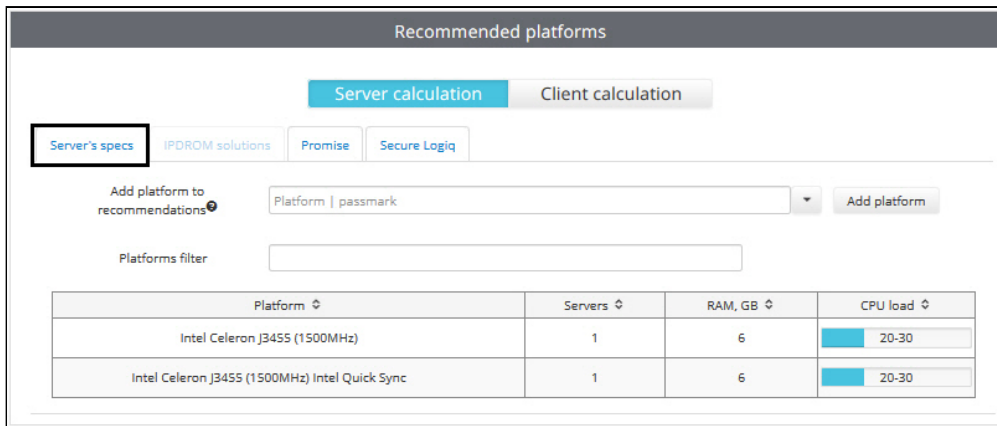 Recommended platforms
Server calculation Client calculation
Server's specs IPDROM solutions Promise Secure Logiq
Add platform to
recommendations? Platform | passmark Add platform
Platforms filter
Platform Servers RAM, GB CPU load
Intel Celeron J3455 (1500MHz) 1 6 20-30
Intel Celeron J3455 (1500MHz) Intel Quick Sync 1 6 20-30